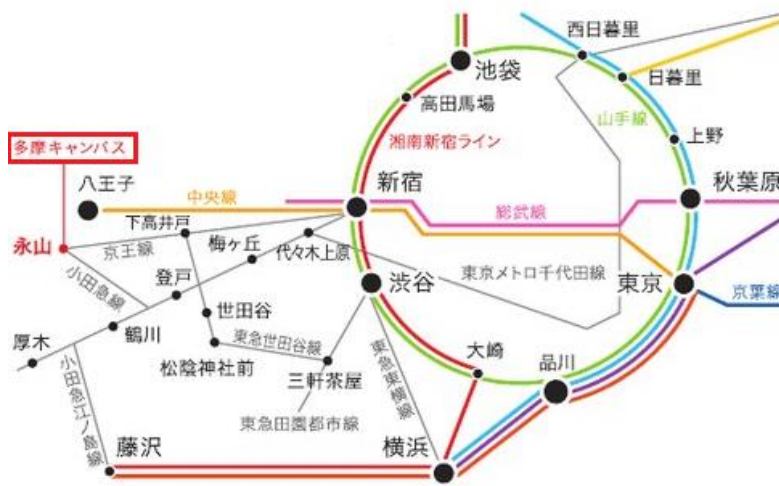 西日暮里
池袋
日暮里
高田馬場
山手線
多摩キャンパス
湘南新宿ライン
上野
八王子
中央線
新宿
秋葉原
下高井戸
総武線
永山
京王線
梅ヶ丘
代々木上原
小田急線
登戸
渋谷
東京メトロ千代田線
東京
京葉線
世田谷
鶴川
東急世田谷線
厚木
松陰神社前
大崎
品川
三軒茶屋
東急東横線
小田急江ノ島線
東急田園都市線
藤沢
横浜